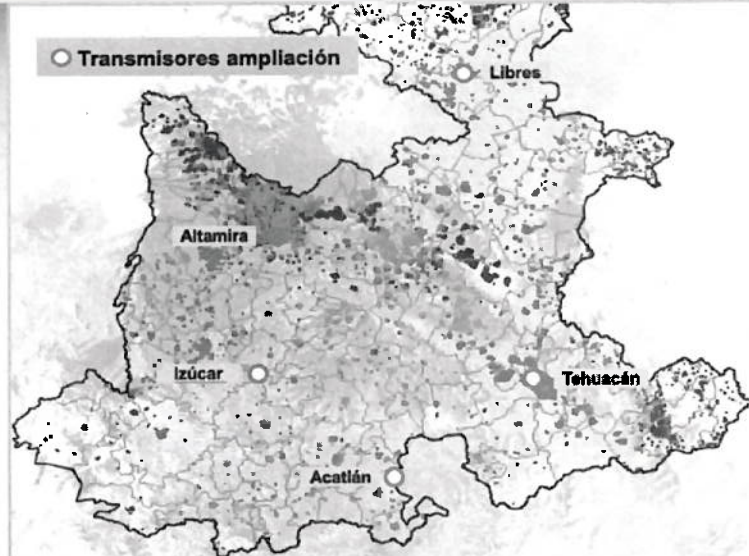 Transmisores ampliación
Libres
Altamira
Izúcar
Tehuacán
Acatlán